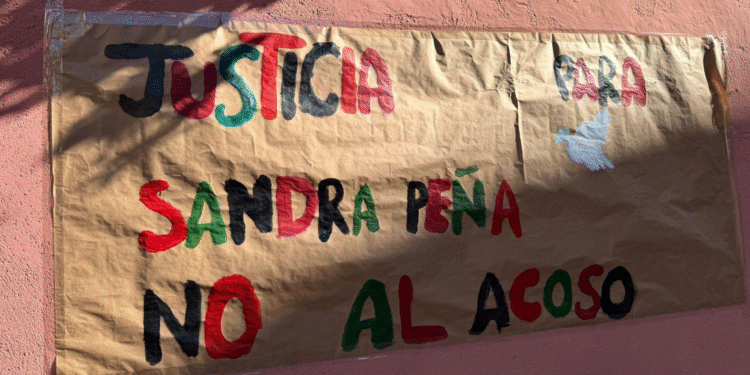 JUSTICIA PARA
SANDRA PEÑA
NO AL ACOSO